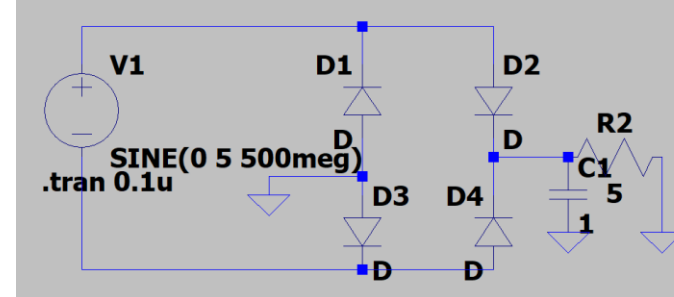 V1
D1
D2
D
D
R2
SINE(0 5 500meg)
.tran 0.1u
C1
5
D3
D4
1
D
D